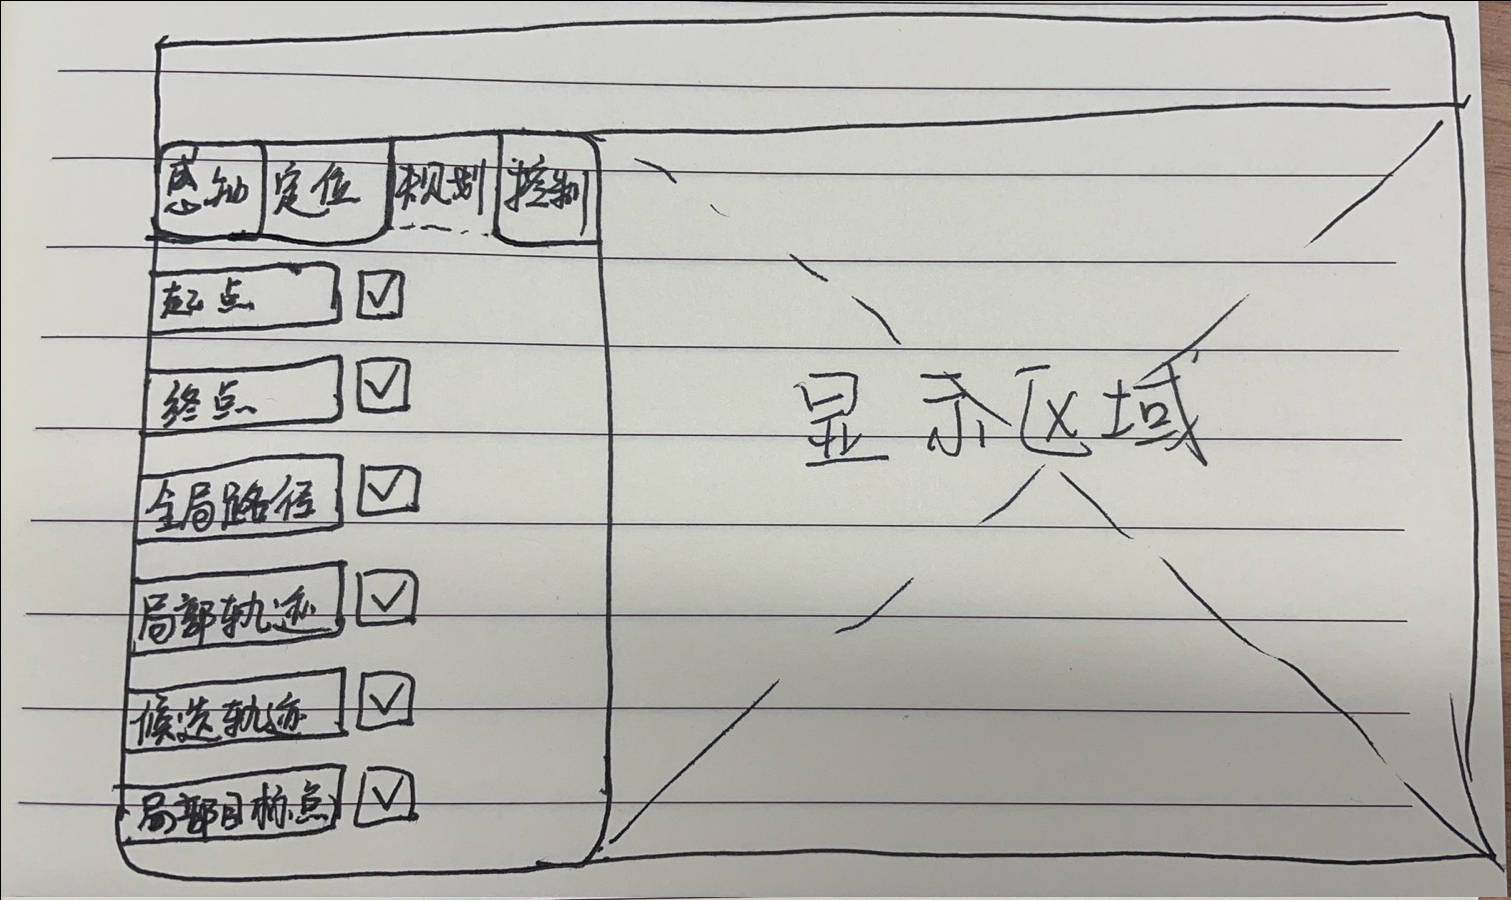 感知 定位 规划 控制
起点
终点
全局路径
局部轨迹
候选轨迹
局部目标点
显示区域